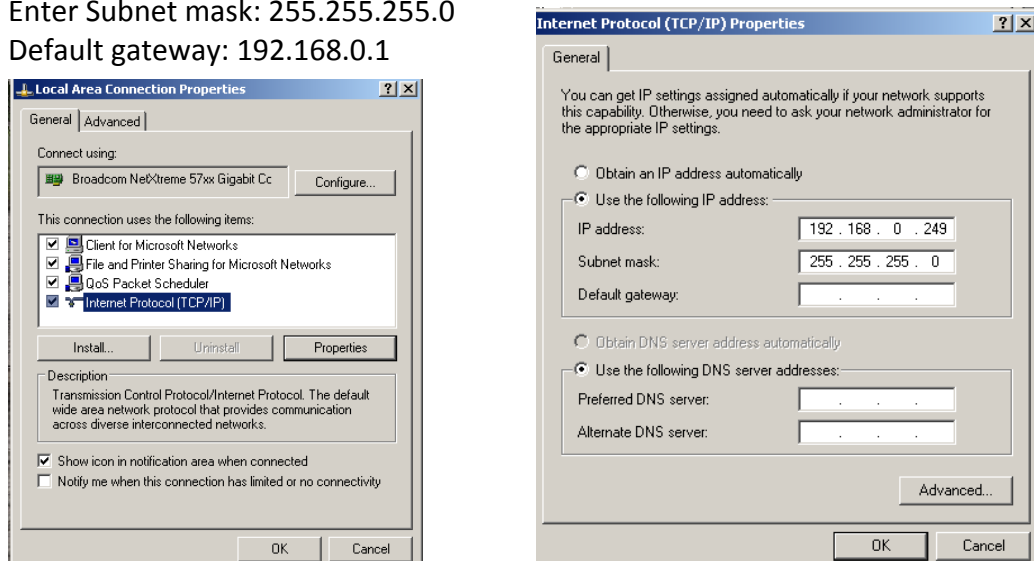 Enter Subnet mask: 255.255.255.0
Default gateway: 192.168.0.1
Local Area Connection Properties
General
Advanced
Connect using:
Broadcom NetXtreme 57xx Gigabit Cc
Configure...
This connection uses the following items:
Client for Microsoft Networks
File and Printer Sharing for Microsoft Networks
QoS Packet Scheduler
Internet Protocol (TCP/IP)
Install...
Uninstall
Properties
Description
Transmission Control Protocol/Internet Protocol. The default
wide area network protocol that provides communication
across diverse interconnected networks.
Show icon in notification area when connected
Notify me when this connection has limited or no connectivity
OK
Cancel
Internet Protocol (TCP/IP) Properties
General
You can get IP settings assigned automatically if your network supports
this capability. Otherwise, you need to ask your network administrator for
the appropriate IP settings.
Obtain an IP address automatically
Use the following IP address:
IP address: 192 . 168 . 0 . 249
Subnet mask: 255 . 255 . 255 . 0
Default gateway: . . .
Obtain DNS server address automatically
Use the following DNS server addresses:
Preferred DNS server: . . .
Alternate DNS server: . . .
Advanced...
OK
Cancel